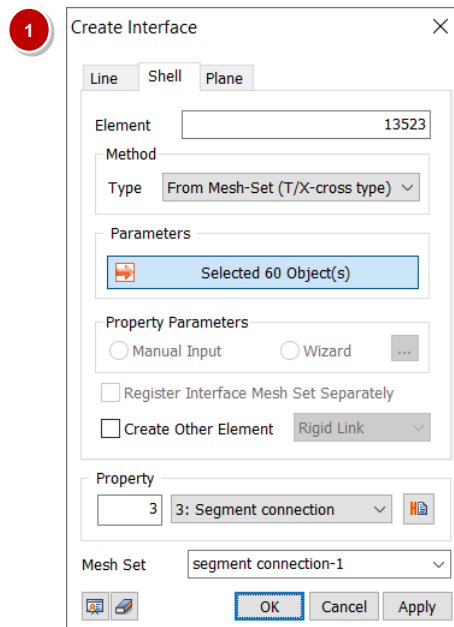 1
Create Interface
Line Shell Plane
Element 13523
Method
Type From Mesh-Set (T/X-cross type)
Parameters
Selected 60 Object(s)
Property Parameters
Manual Input Wizard ...
Register Interface Mesh Set Separately
Create Other Element Rigid Link
Property
3 3: Segment connection
Mesh Set segment connection-1
OK Cancel Apply